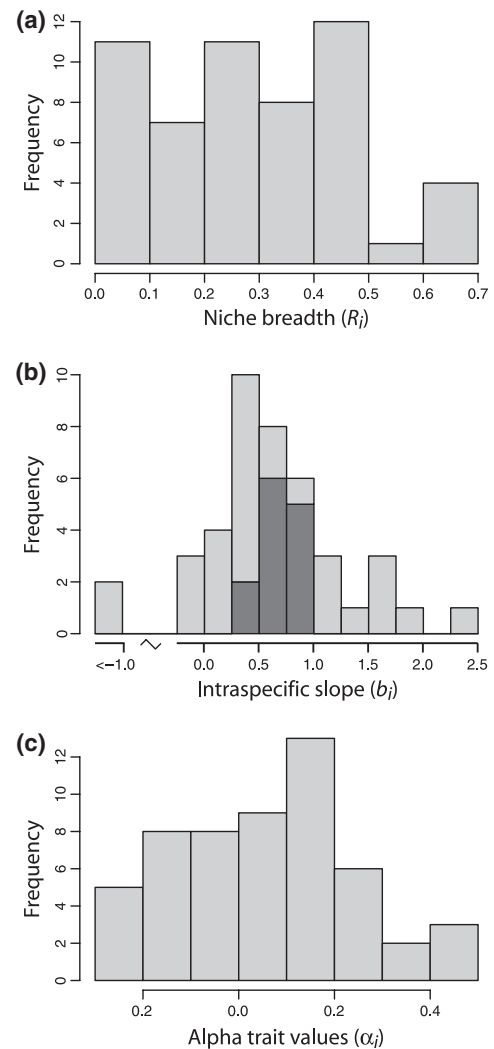 (a)
12
10
8
6
4
2
0
Frequency
0.0 0.1 0.2 0.3 0.4 0.5 0.6 0.7
Niche breadth (Ri)
(b)
10
8
6
4
2
0
Frequency
<−1.0 0.0 0.5 1.0 1.5 2.0 2.5
Intraspecific slope (bi)
(c)
12
10
8
6
4
2
0
Frequency
0.2 0.0 0.2 0.4
Alpha trait values (αi)